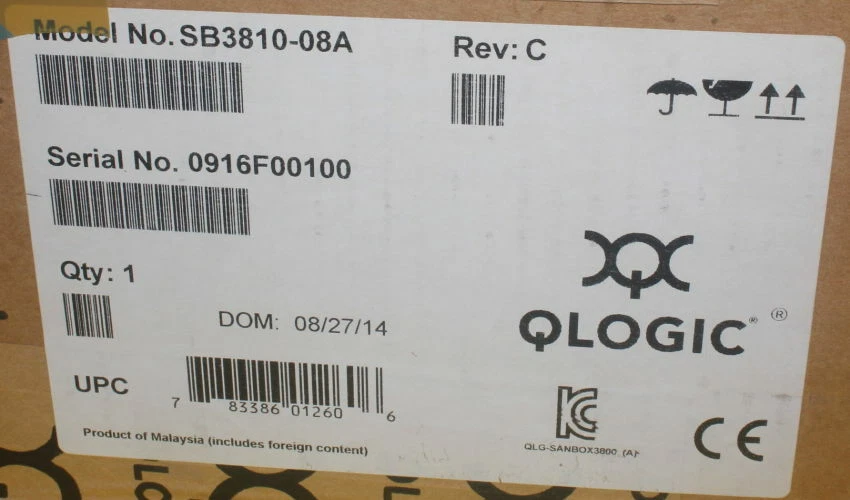 Model No. SB3810-08A
Rev: C
Serial No. 0916F00100
Qty: 1
DOM: 08/27/14
QLOGIC® ®
UPC
7 83386 01260 6
QLG-SANBOX3800 (A)
CE
Product of Malaysia (includes foreign content)